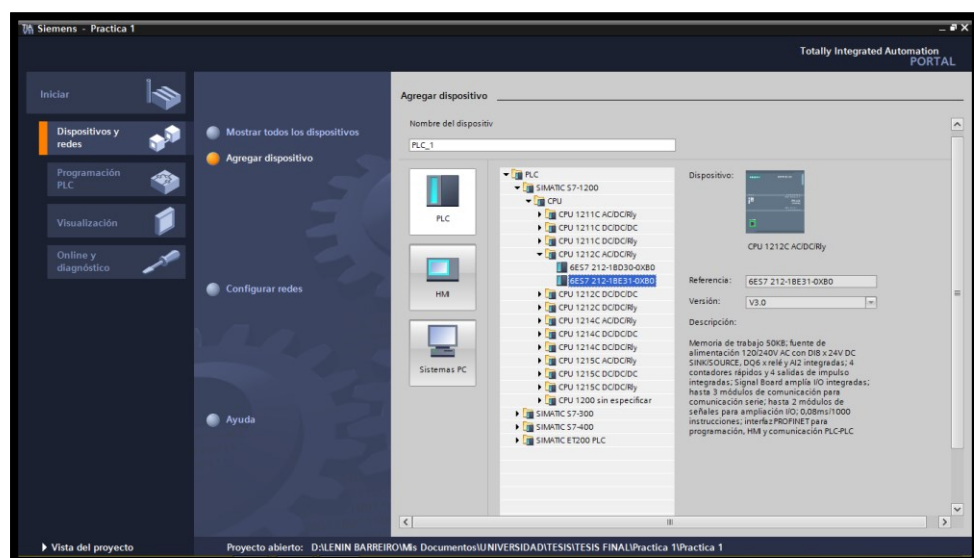 Siemens - Practica 1
Totally Integrated Automation
PORTAL
Iniciar
Dispositivos y
redes
Programación
PLC
Visualización
Online y
diagnóstico
Mostrar todos los dispositivos
Agregar dispositivo
Configurar redes
Ayuda
Agregar dispositivo
Nombre del dispositiv
PLC_1
PLC
HMI
Sistemas PC
PLC
SIMATIC S7-1200
CPU
CPU 1211C AC/DC/Rly
CPU 1211C DC/DC/DC
CPU 1211C DC/DC/Rly
CPU 1212C AC/DC/Rly
6ES7 212-1BD30-0XB0
6ES7 212-1BE31-0XB0
CPU 1212C DC/DC/DC
CPU 1212C DC/DC/Rly
CPU 1214C AC/DC/Rly
CPU 1214C DC/DC/DC
CPU 1214C DC/DC/Rly
CPU 1215C AC/DC/Rly
CPU 1215C DC/DC/DC
CPU 1215C DC/DC/Rly
CPU 1200 sin especificar
SIMATIC S7-300
SIMATIC S7-400
SIMATIC ET200 PLC
Dispositivo:
CPU 1212C AC/DC/Rly
Referencia: 6ES7 212-1BE31-0XB0
Versión: V3.0
Descripción:
Memoria de trabajo 50KB; fuente de
alimentación 120/240V AC con DI8 x 24V DC
SINK/SOURCE, DQ6 x relé y AI2 integradas; 4
contadores rápidos y 4 salidas de impulso
integradas; Signal Board amplía I/O integradas;
hasta 3 módulos de comunicación para
comunicación serie; hasta 2 módulos de
señales para ampliación I/O; 0,08ms/1000
instrucciones; interfaz PROFINET para
programación, HMI y comunicación PLC-PLC
Vista del proyecto
Proyecto abierto: D:\LENIN BARREIRO\Mis Documentos\UNIVERSIDAD\TESIS\TESIS FINAL\Practica 1\Practica 1